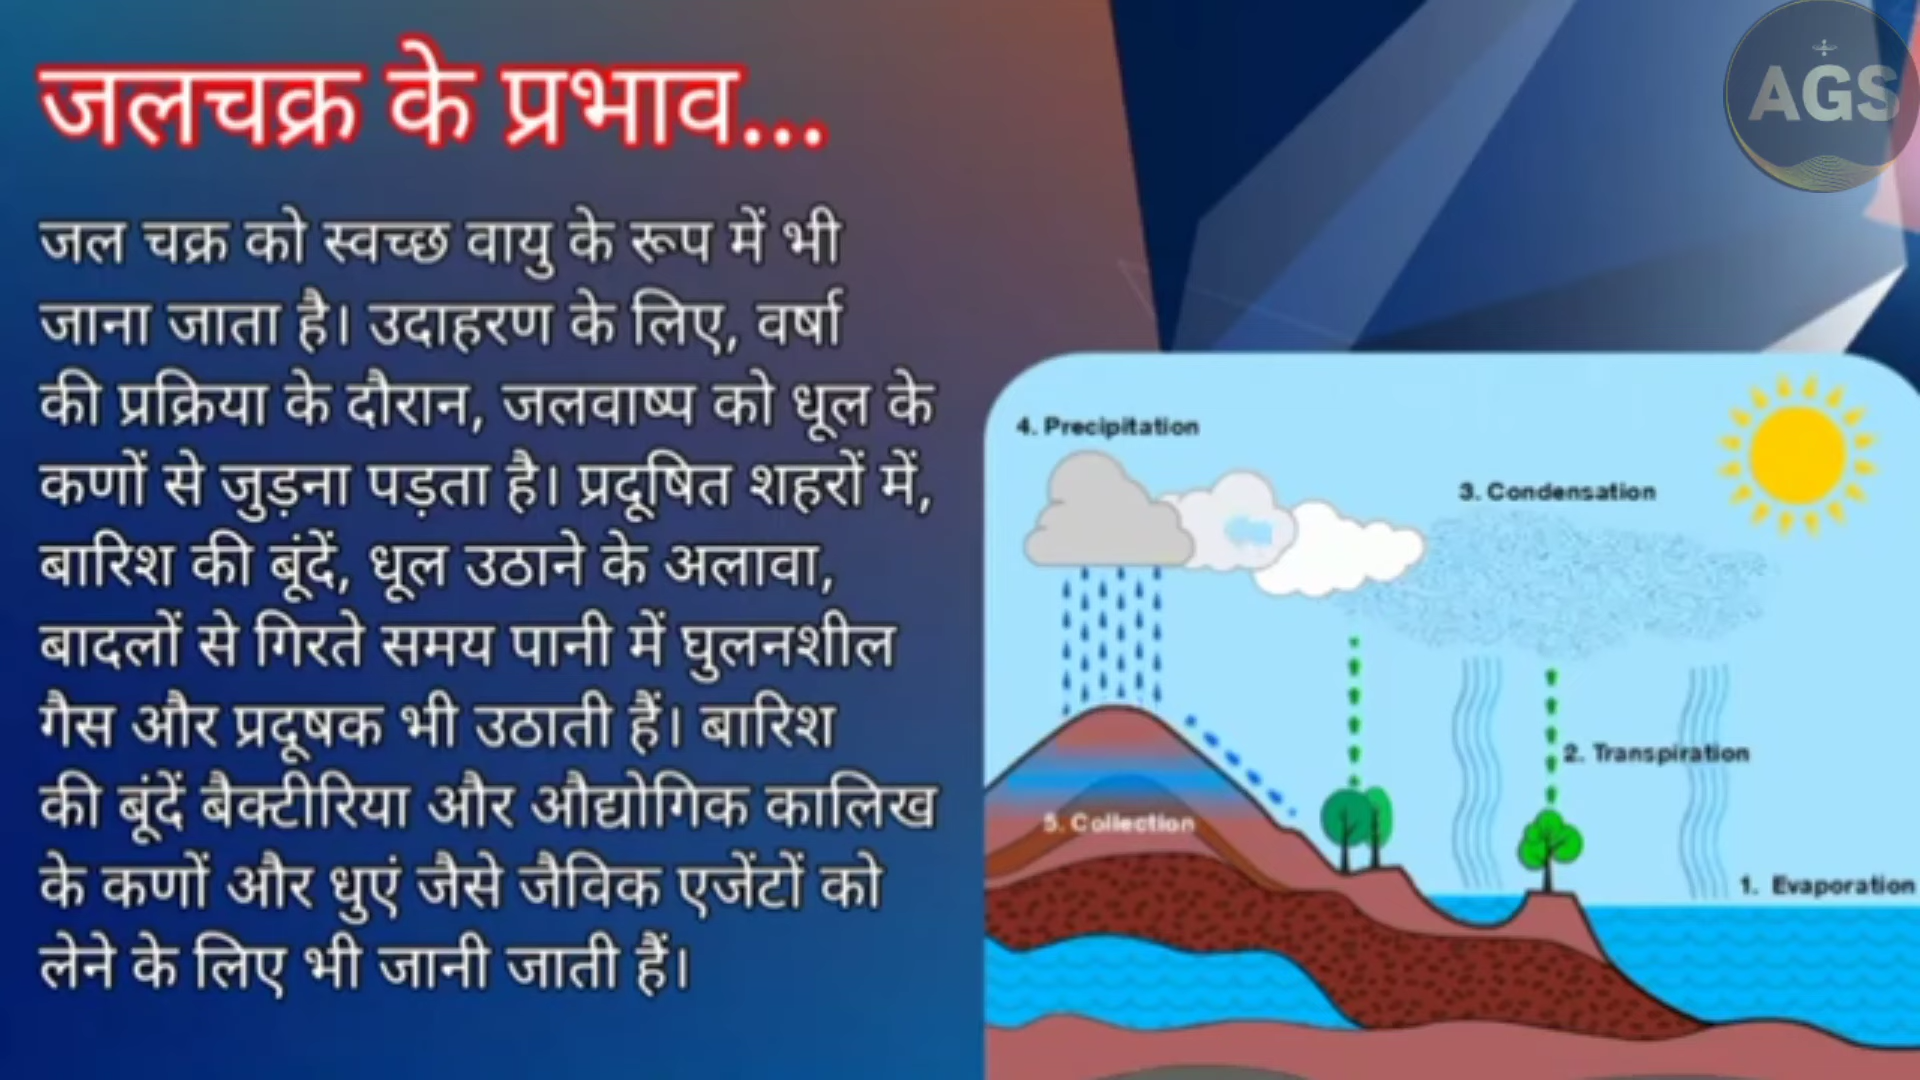 जलचक्र के प्रभाव...
जल चक्र को स्वच्छ वायु के रूप में भी
जाना जाता है। उदाहरण के लिए, वर्षा
की प्रक्रिया के दौरान, जलवाष्प को धूल के
कणों से जुड़ना पड़ता है। प्रदूषित शहरों में,
बारिश की बूंदें, धूल उठाने के अलावा,
बादलों से गिरते समय पानी में घुलनशील
गैस और प्रदूषक भी उठाती हैं। बारिश
की बूंदें बैक्टीरिया और औद्योगिक कालिख
के कणों और धुएं जैसे जैविक एजेंटों को
लेने के लिए भी जानी जाती हैं।
AGS
4. Precipitation
3. Condensation
2. Transpiration
5. Collection
1. Evaporation